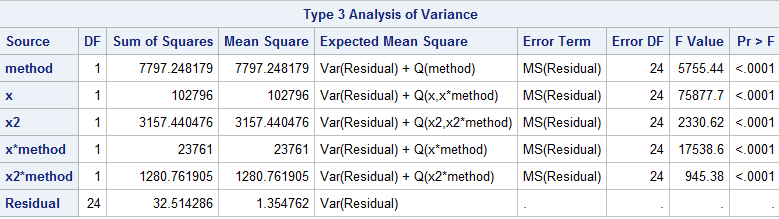 Type 3 Analysis of Variance
Source DF Sum of Squares Mean Square Expected Mean Square Error Term Error DF F Value Pr > F
method 1 7797.248179 7797.248179 Var(Residual) + Q(method) MS(Residual) 24 5755.44 <.0001
x 1 102796 102796 Var(Residual) + Q(x,x*method) MS(Residual) 24 75877.7 <.0001
x2 1 3157.440476 3157.440476 Var(Residual) + Q(x2,x2*method) MS(Residual) 24 2330.62 <.0001
x*method 1 23761 23761 Var(Residual) + Q(x*method) MS(Residual) 24 17538.6 <.0001
x2*method 1 1280.761905 1280.761905 Var(Residual) + Q(x2*method) MS(Residual) 24 945.38 <.0001
Residual 24 32.514286 1.354762 Var(Residual) . . . .